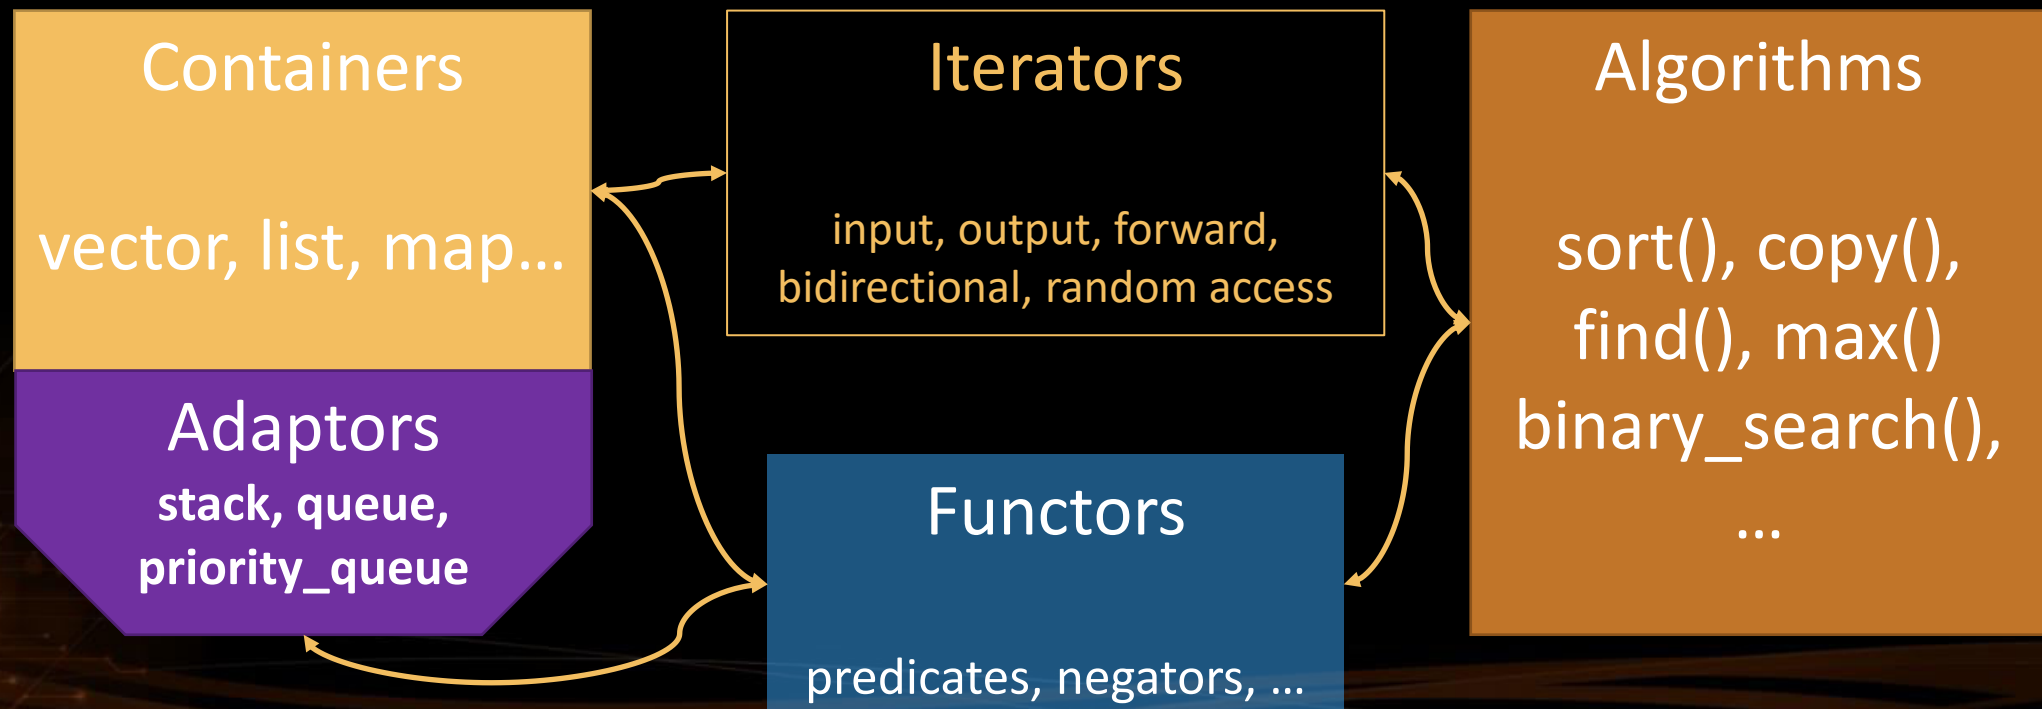 Containers
vector, list, map...
Adaptors
stack, queue,
priority_queue
Iterators
input, output, forward,
bidirectional, random access
Functors
predicates, negators, ...
Algorithms
sort(), copy(),
find(), max()
binary_search(),
...